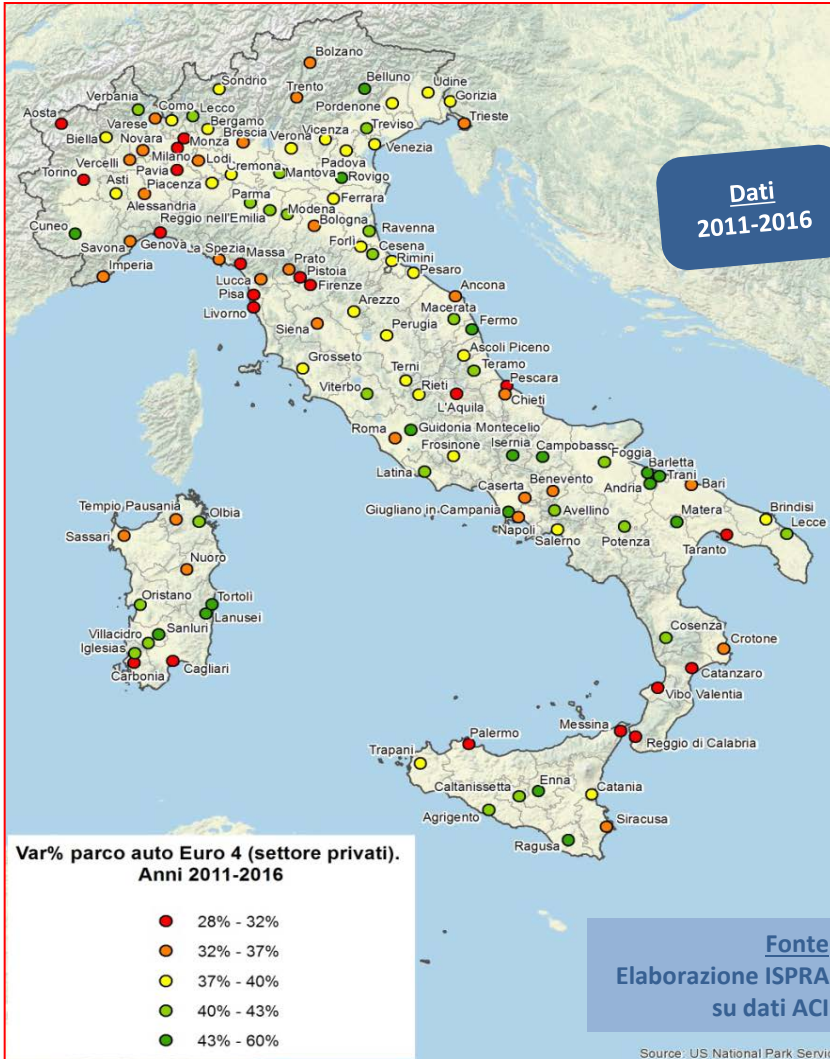 Bolzano
Sondrio
Belluno
Udine
Trento
Verbania
Lecco
Pordenone
Gorizia
Como
Aosta
Varese
Bergamo
Treviso
Trieste
Biella
Novara
Monza
Brescia
Verona
Vicenza
Venezia
Vercelli
Milano
Lodi
Cremona
Padova
Torino
Pavia
Mantova
Rovigo
Asti
Piacenza
Parma
Ferrara
Alessandria
Modena
Reggio nell'Emilia
Bologna
Ravenna
Cuneo
Savona
Genova
La Spezia
Massa
Forlì
Cesena
Rimini
Imperia
Prato
Pistoia
Pesaro
Lucca
Firenze
Pisa
Arezzo
Ancona
Livorno
Macerata
Siena
Perugia
Fermo
Ascoli Piceno
Grosseto
Terni
Teramo
Viterbo
Rieti
Pescara
L'Aquila
Chieti
Roma
Guidonia Montecelio
Isernia
Campobasso
Frosinone
Foggia
Barletta
Trani
Latina
Caserta
Benevento
Andria
Bari
Giugliano in Campania
Avellino
Matera
Brindisi
Napoli
Lecce
Salerno
Potenza
Taranto
Tempio Pausania
Olbia
Sassari
Nuoro
Oristano
Tortolì
Lanusei
Villacidro
Sanluri
Iglesias
Carbonia
Cagliari
Cosenza
Crotone
Catanzaro
Vibo Valentia
Messina
Palermo
Reggio di Calabria
Trapani
Caltanissetta
Enna
Catania
Agrigento
Siracusa
Ragusa
Dati
2011-2016
Var% parco auto Euro 4 (settore privati).
Anni 2011-2016
28% - 32%
32% - 37%
37% - 40%
40% - 43%
43% - 60%
Fonte
Elaborazione ISPRA
su dati ACI
Source: US National Park Servic